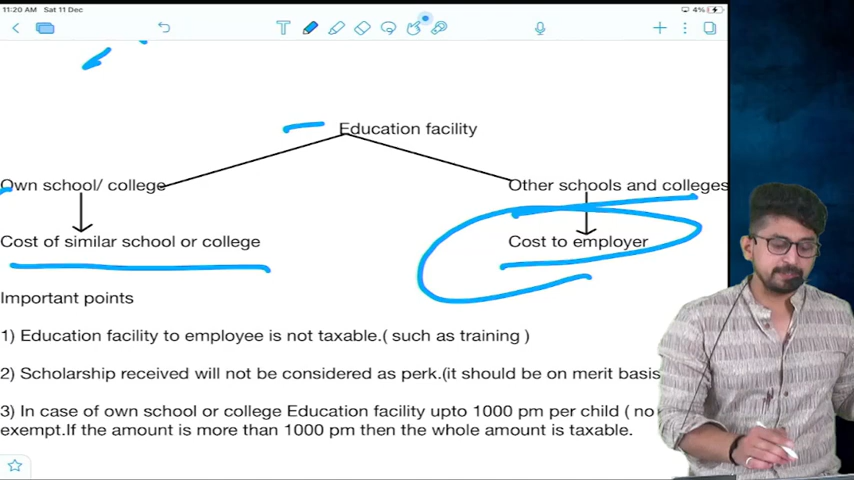 11:20 AM Sat 11 Dec
4%
T
Education facility
Own school/ college
Other schools and colleges
Cost of similar school or college
Cost to employer
Important points
1) Education facility to employee is not taxable.( such as training )
2) Scholarship received will not be considered as perk.(it should be on merit basis
3) In case of own school or college Education facility upto 1000 pm per child ( no
exempt.If the amount is more than 1000 pm then the whole amount is taxable.